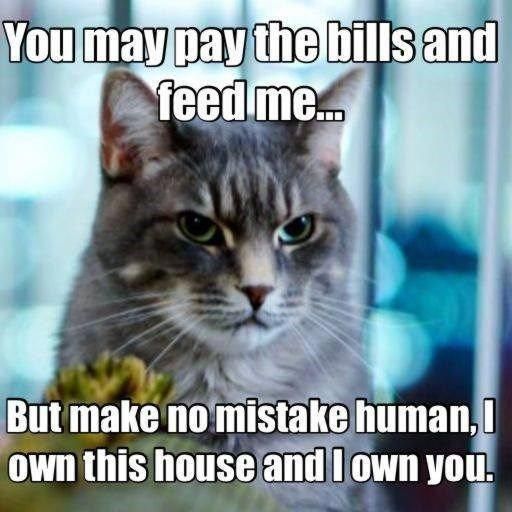 You may pay the bills and
feed me...
But make no mistake human, I
own this house and I own you.